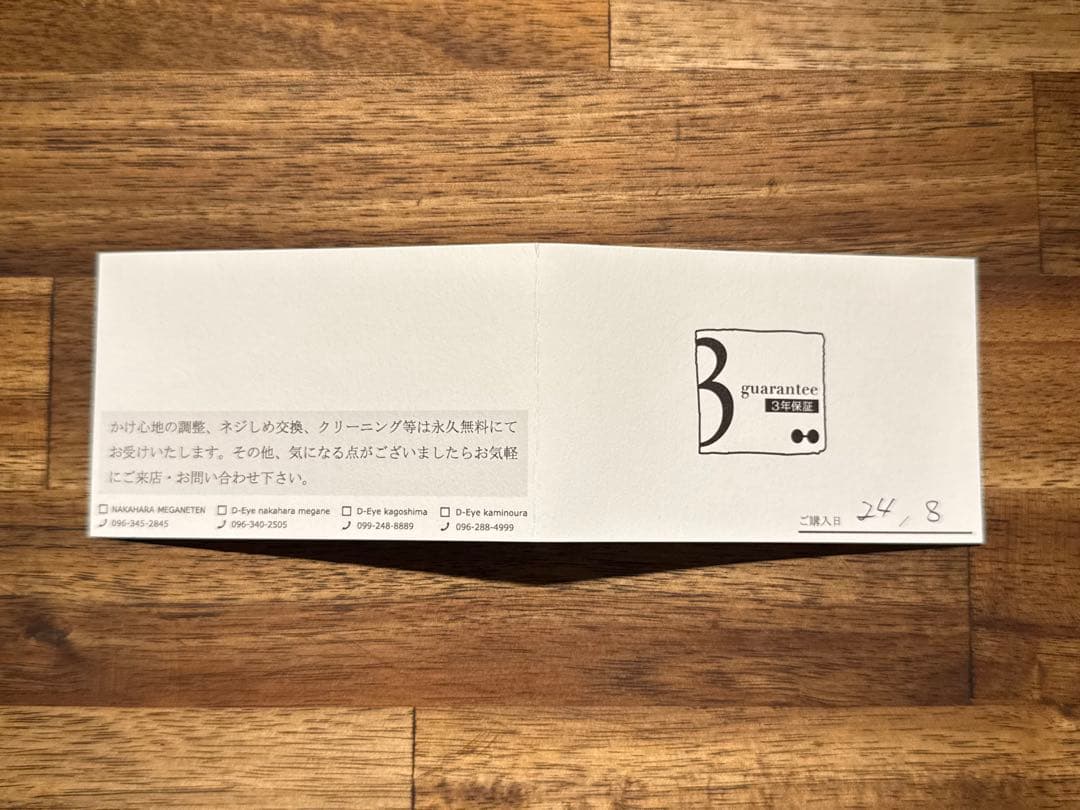 かけ心地の調整、ネジしめ交換、クリーニング等は永久無料にて
お受けいたします。その他、気になる点がございましたらお気軽
にご来店・お問い合わせ下さい。
NAKAHARA MEGANETEN
096-345-2845
D-Eye nakahara megane
096-340-2505
D-Eye kagoshima
099-248-8889
D-Eye kaminoura
096-288-4999
3
guarantee
3年保証
ご購入日 24 / 8